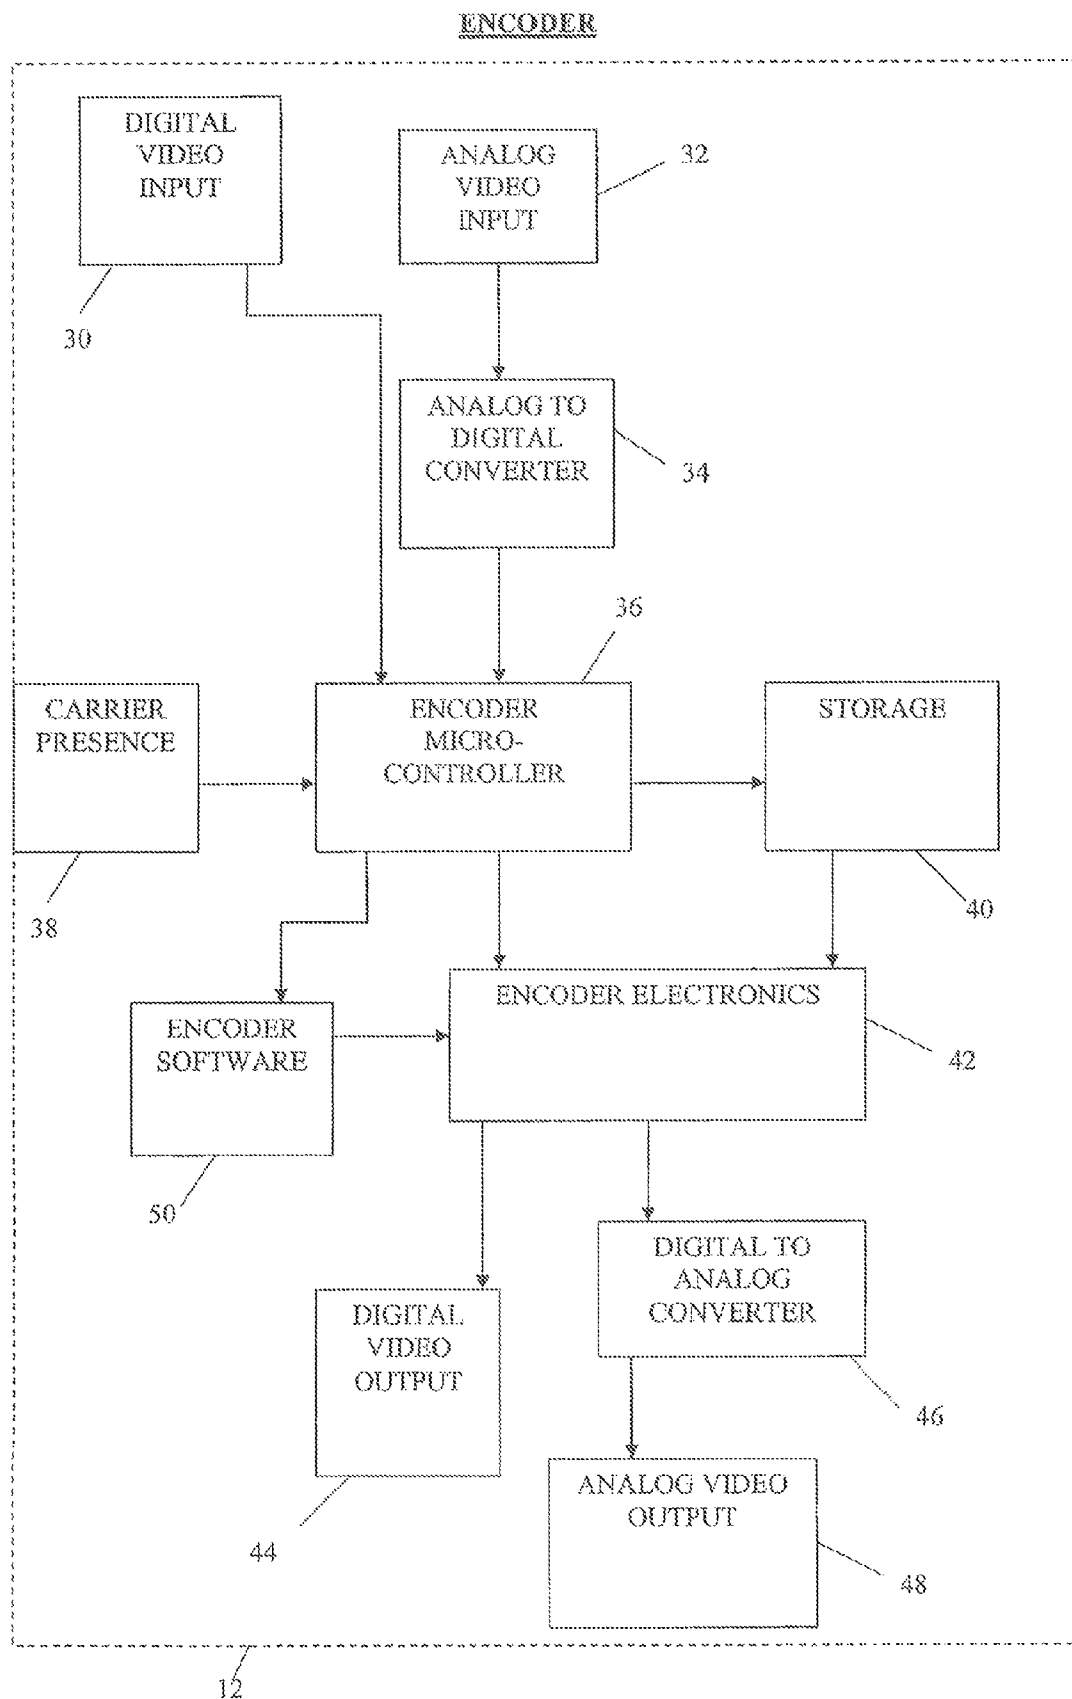 ENCODER
DIGITAL
VIDEO
INPUT
30
ANALOG
VIDEO
INPUT
32
ANALOG TO
DIGITAL
CONVERTER
34
36
CARRIER
PRESENCE
38
ENCODER
MICRO-
CONTROLLER
STORAGE
40
ENCODER
SOFTWARE
50
ENCODER ELECTRONICS
42
DIGITAL
VIDEO
OUTPUT
44
DIGITAL TO
ANALOG
CONVERTER
46
ANALOG VIDEO
OUTPUT
48
12